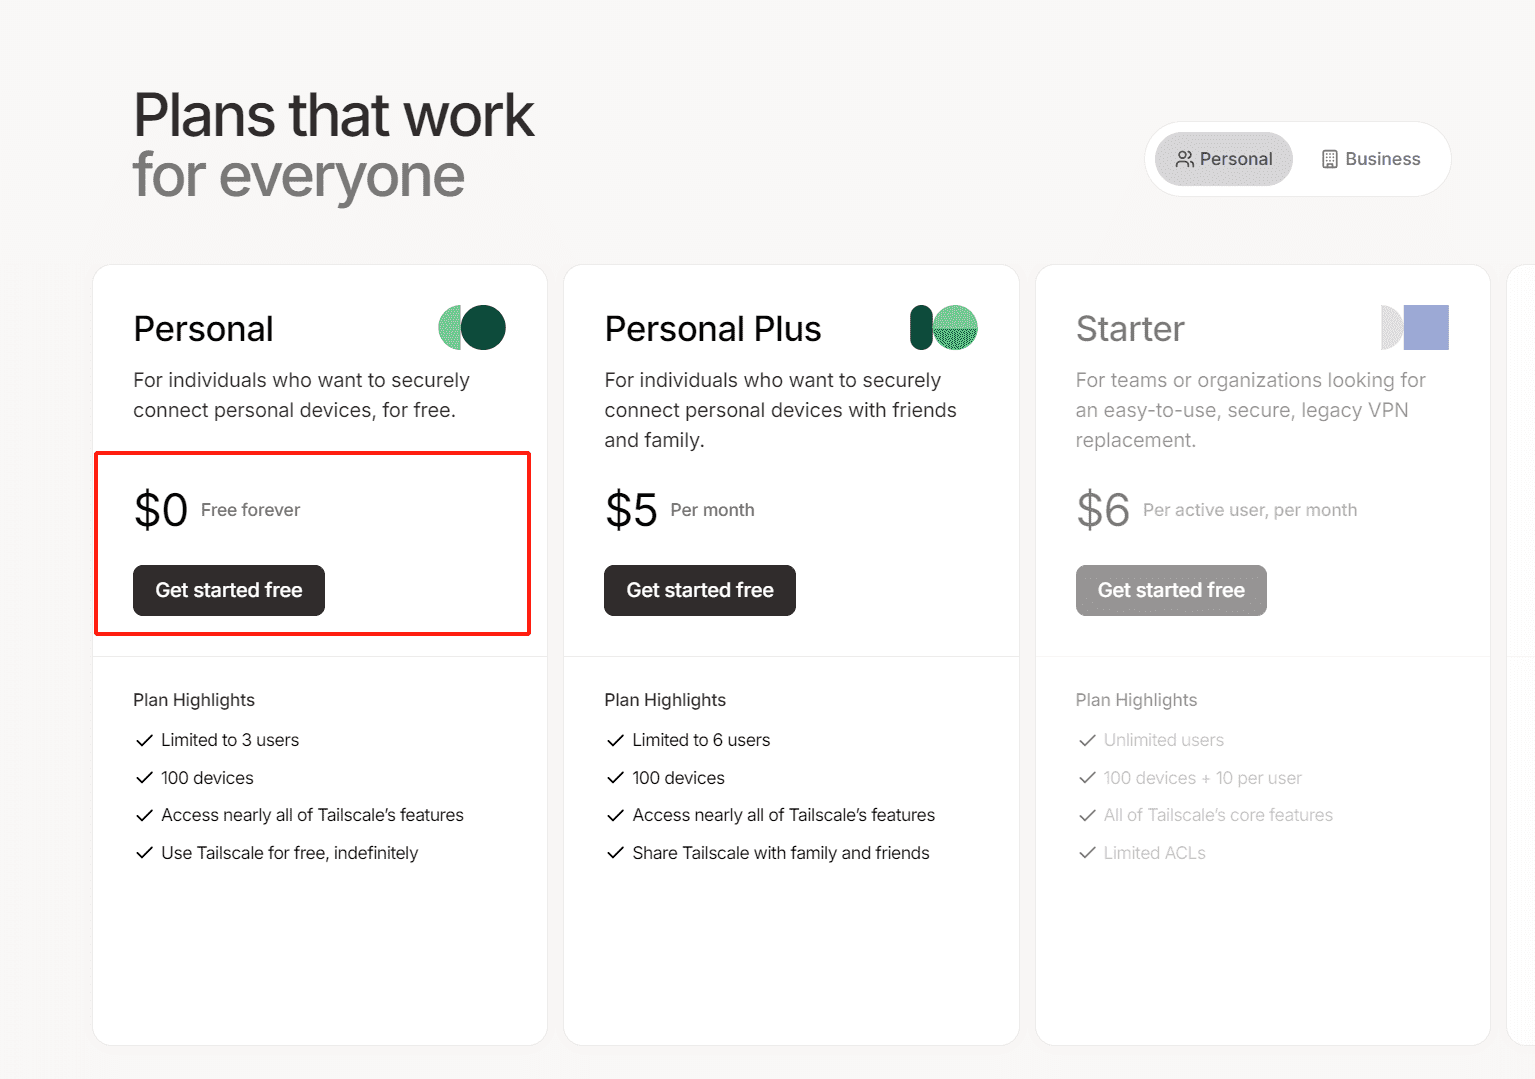 Plans that work
for everyone
Personal
Business
Personal
For individuals who want to securely
connect personal devices, for free.
$0 Free forever
Get started free
Plan Highlights
Limited to 3 users
100 devices
Access nearly all of Tailscale’s features
Use Tailscale for free, indefinitely
Personal Plus
For individuals who want to securely
connect personal devices with friends
and family.
$5 Per month
Get started free
Plan Highlights
Limited to 6 users
100 devices
Access nearly all of Tailscale’s features
Share Tailscale with family and friends
Starter
For teams or organizations looking for
an easy-to-use, secure, legacy VPN
replacement.
$6 Per active user, per month
Get started free
Plan Highlights
Unlimited users
100 devices + 10 per user
All of Tailscale’s core features
Limited ACLs